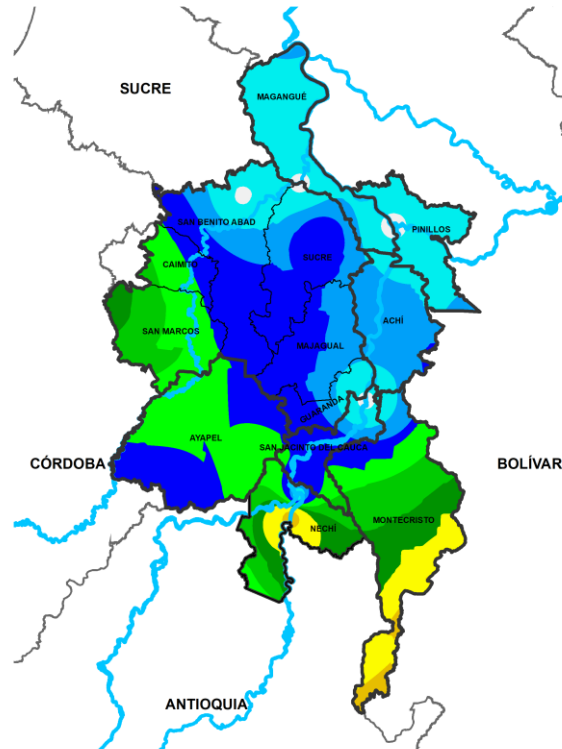 SUCRE
MAGANGUÉ
SAN BENITO ABAD
PINILLOS
SUCRE
CAIMITO
ACHÍ
SAN MARCOS
MAJAGUAL
GUARANDA
AYAPEL
SAN JACINTO DEL CAUCA
CÓRDOBA
BOLÍVAR
MONTECRISTO
NECHÍ
ANTIOQUIA